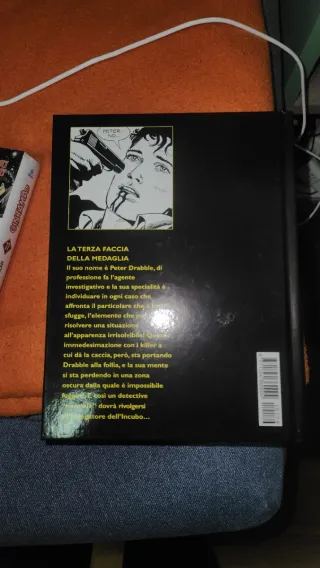 PETER, NO...
LA TERZA FACCIA
DELLA MEDAGLIA
Il suo nome è Peter Drabble, di
professione fa l'agente
investigativo e la sua specialità è
individuare in ogni caso che
affronta il particolare che
sfugge, l'elemento che
risolvere una situazione
all'apparenza irrisolvibile!
immedesimazione con i killer a
cui dà la caccia, però, sta portando
Drabble alla follia, e la sua mente
si sta perdendo in una zona
oscura dalla quale è impossibile
fuggire. E così un detective
dovrà rivolgersi
dell'Incubo...